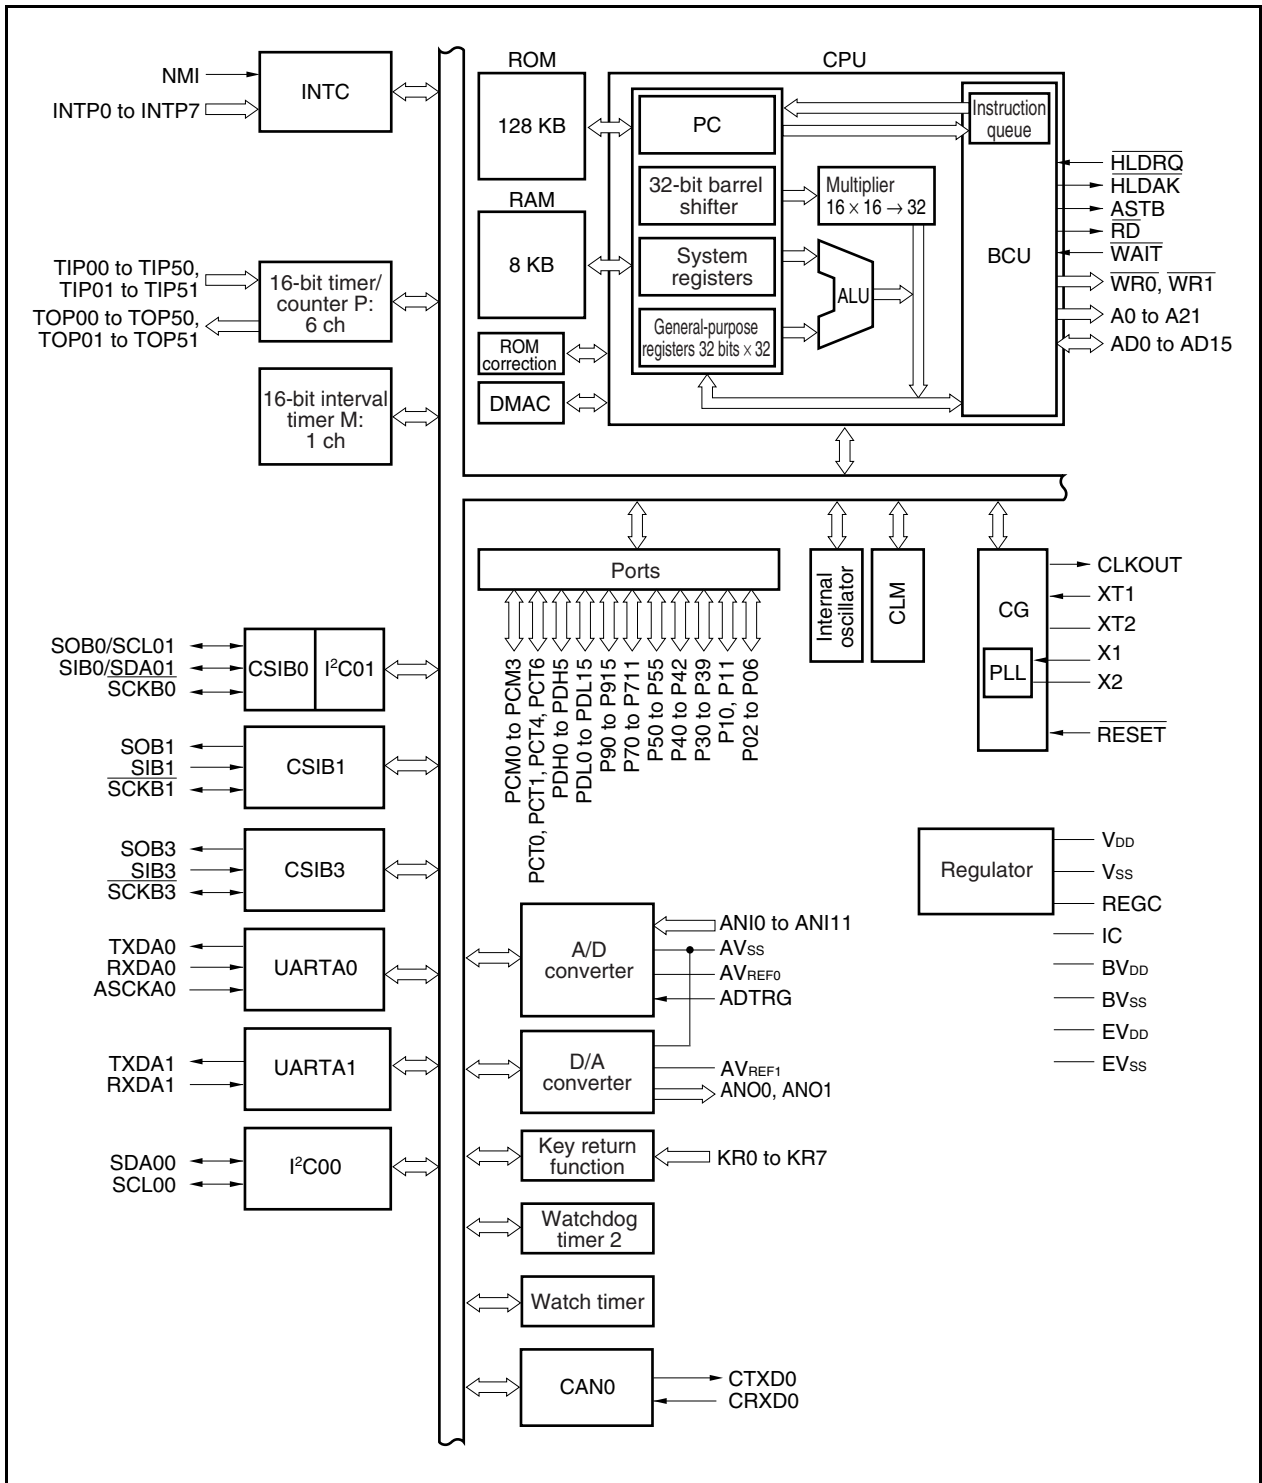 NMI
INTP0 to INTP7
INTC
TIP00 to TIP50,
TIP01 to TIP51
TOP00 to TOP50,
TOP01 to TOP51
16-bit timer/
counter P:
6 ch
16-bit interval
timer M:
1 ch
ROM
128 KB
RAM
8 KB
ROM
correction
DMAC
CPU
PC
32-bit barrel
shifter
System
registers
General-purpose
registers 32 bits × 32
Multiplier
16 × 16 → 32
ALU
Instruction
queue
BCU
HLDRQ
HLDAK
ASTB
RD
WAIT
WR0, WR1
A0 to A21
AD0 to AD15
Ports
PCM0 to PCM3
PCT0, PCT1, PCT4, PCT6
PDH0 to PDH5
PDL0 to PDL15
P90 to P915
P70 to P711
P50 to P55
P40 to P42
P30 to P39
P10, P11
P02 to P06
Internal
oscillator
CLM
CG
PLL
CLKOUT
XT1
XT2
X1
X2
RESET
SOB0/SCL01
SIB0/SDA01
SCKB0
CSIB0
I²C01
SOB1
SIB1
SCKB1
CSIB1
SOB3
SIB3
SCKB3
CSIB3
TXDA0
RXDA0
ASCKA0
UARTA0
TXDA1
RXDA1
UARTA1
SDA00
SCL00
I²C00
A/D
converter
ANI0 to ANI11
AVSS
AVREF0
ADTRG
D/A
converter
AVREF1
ANO0, ANO1
Key return
function
KR0 to KR7
Watchdog
timer 2
Watch timer
CAN0
CTXD0
CRXD0
Regulator
VDD
VSS
REGC
IC
BVDD
BVSS
EVDD
EVSS